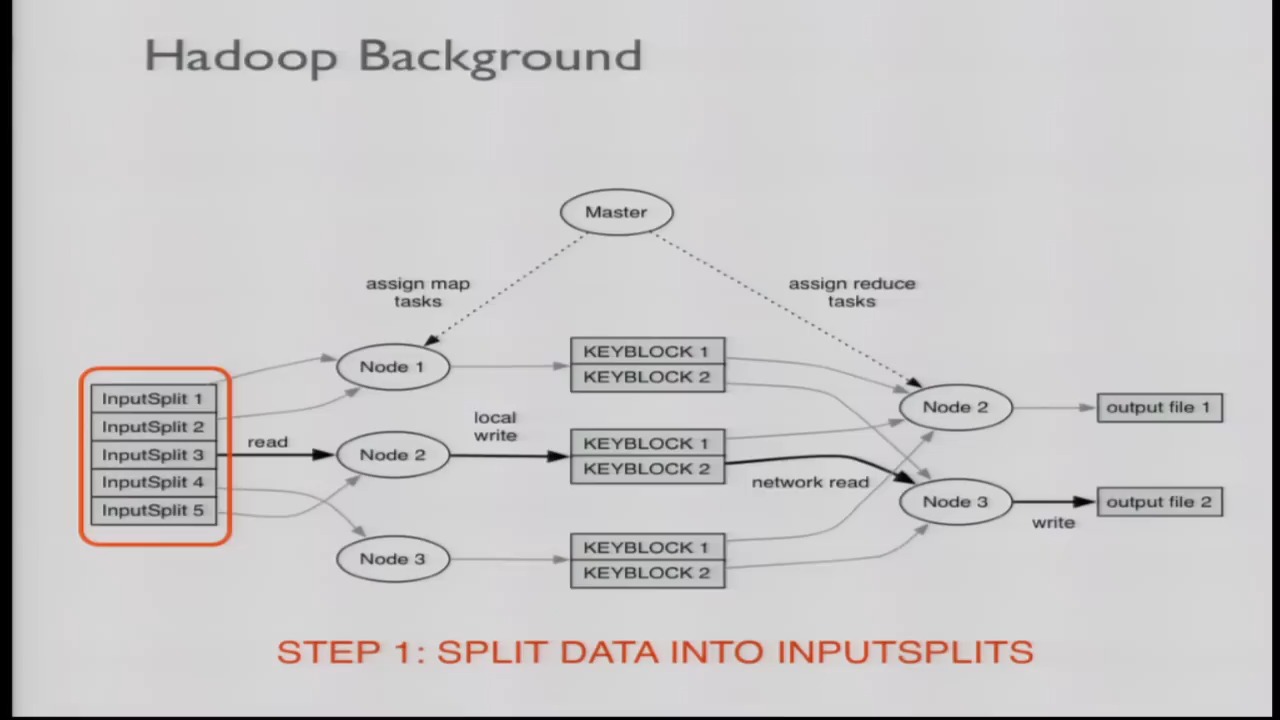 Hadoop Background
Master
assign map
tasks
assign reduce
tasks
InputSplit 1
InputSplit 2
InputSplit 3
InputSplit 4
InputSplit 5
read
Node 1
Node 2
Node 3
local
write
KEYBLOCK 1
KEYBLOCK 2
KEYBLOCK 1
KEYBLOCK 2
KEYBLOCK 1
KEYBLOCK 2
network read
Node 2
Node 3
write
output file 1
output file 2
STEP 1: SPLIT DATA INTO INPUTSPLITS